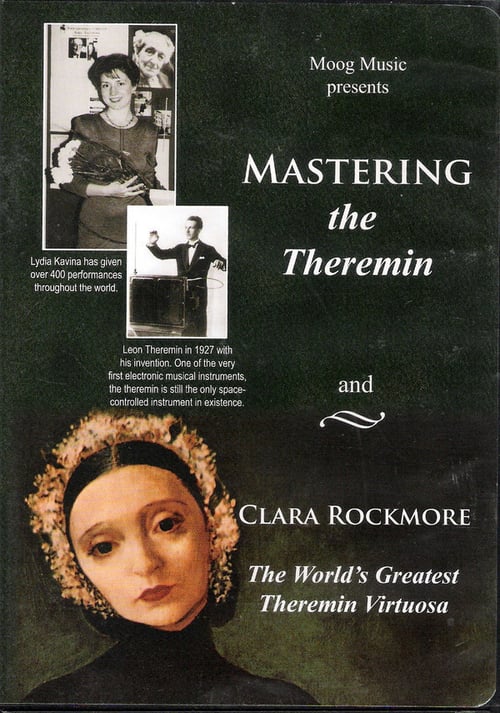 Moog Music
presents
MASTERING
the
Theremin
Lydia Kavina has given
over 400 performances
throughout the world.
Leon Theremin in 1927 with
his invention. One of the very
first electronic musical instruments,
the theremin is still the only space-
controlled instrument in existence.
and
CLARA ROCKMORE
The World's Greatest
Theremin Virtuosa